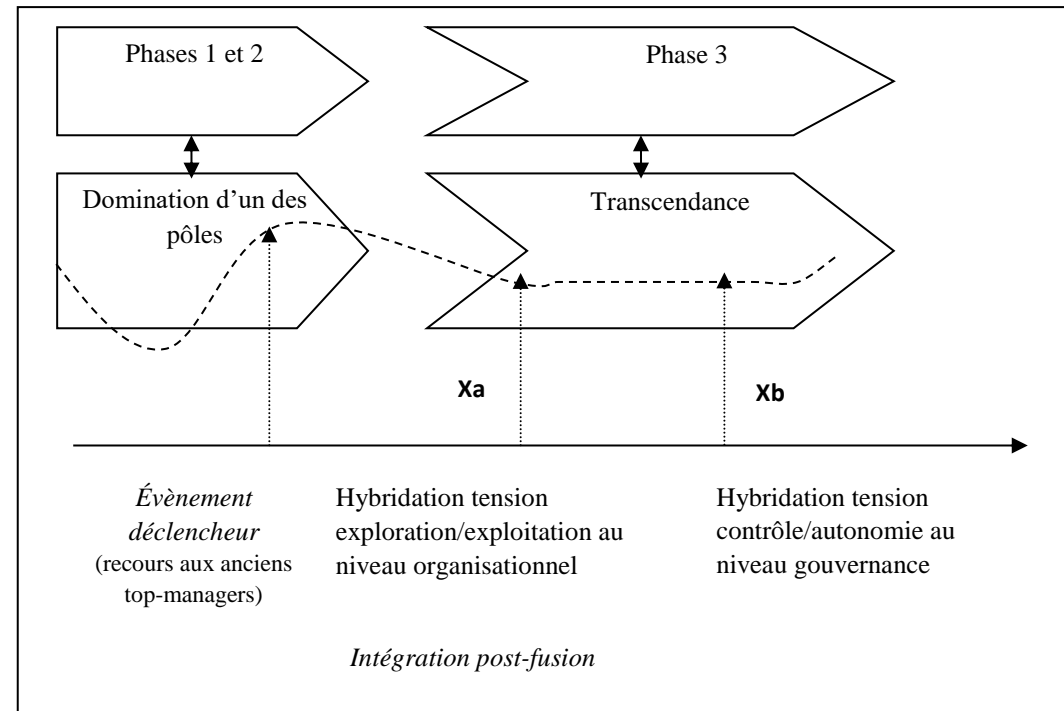 Phases 1 et 2
Phase 3
Domination d’un des
pôles
Transcendance
Xa
Xb
Évènement
déclencheur
(recours aux anciens
top-managers)
Hybridation tension
exploration/exploitation au
niveau organisationnel
Hybridation tension
contrôle/autonomie au
niveau gouvernance
Intégration post-fusion